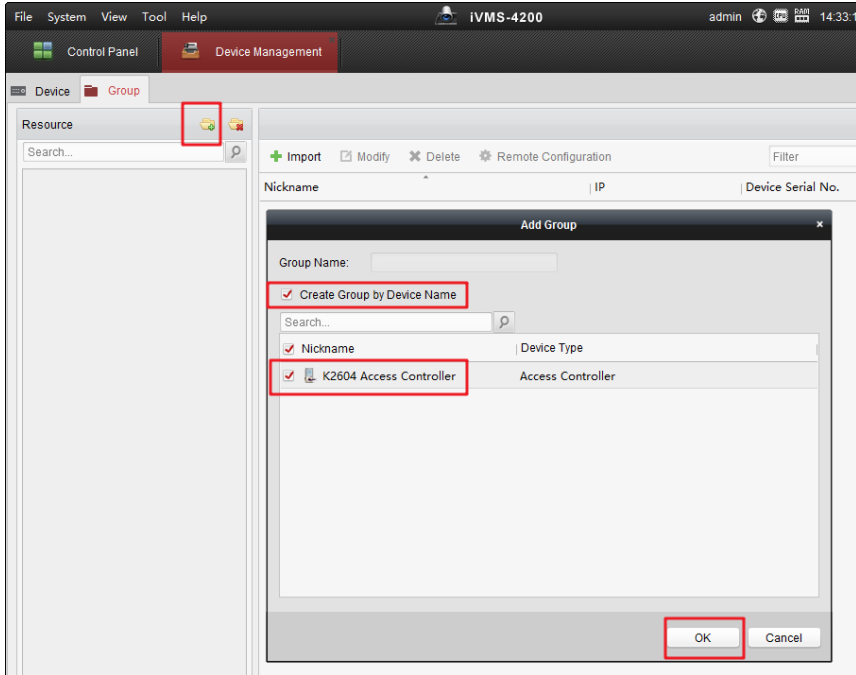 File System View Tool Help iVMS-4200 admin CPU RAM 14:33:1
Control Panel Device Management
Device Group
Resource
Search...
Import Modify Delete Remote Configuration Filter
Nickname IP Device Serial No.
Add Group
Group Name:
Create Group by Device Name
Search...
Nickname Device Type
K2604 Access Controller Access Controller
OK Cancel